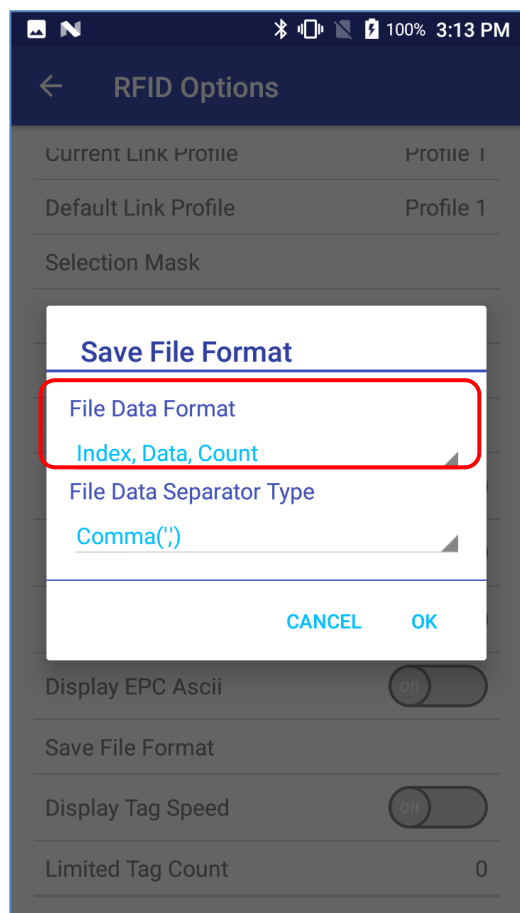 100% 3:13 PM
RFID Options
Current Link Profile Profile 1
Default Link Profile Profile 1
Selection Mask
Save File Format
File Data Format
Index, Data, Count
File Data Separator Type
Comma(',')
CANCEL OK
Display EPC Ascii Off
Save File Format
Display Tag Speed Off
Limited Tag Count 0